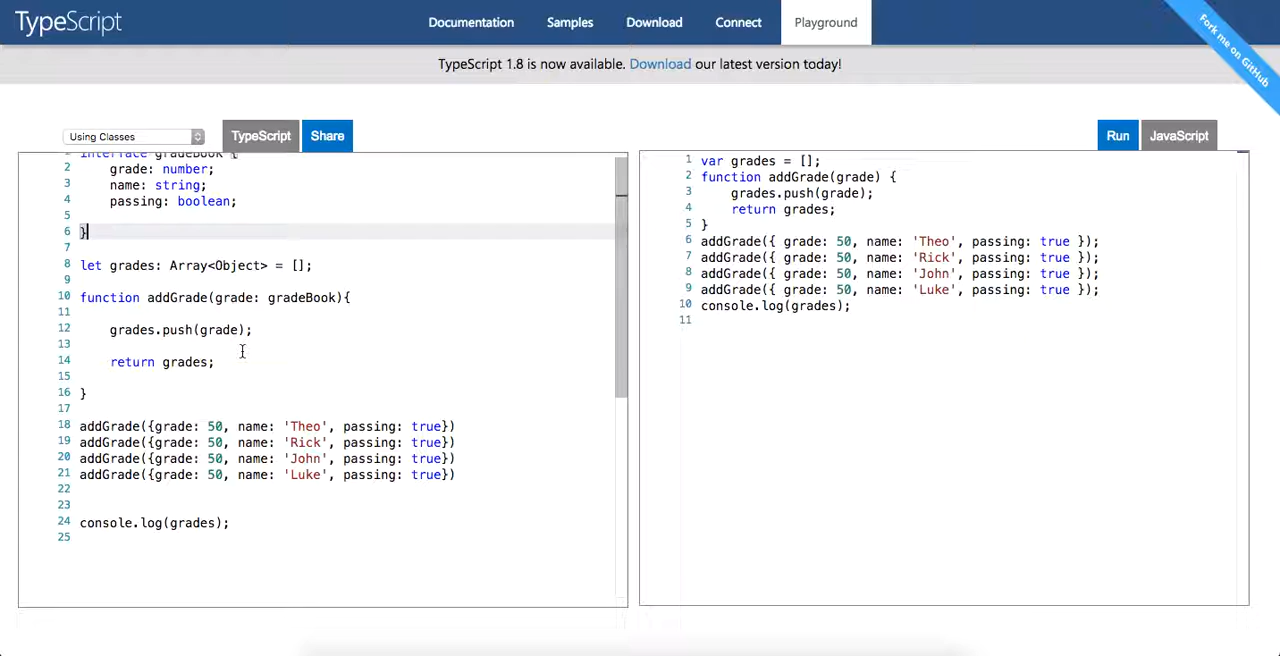 TypeScript
Documentation Samples Download Connect Playground
Fork me on GitHub
TypeScript 1.8 is now available. Download our latest version today!
Using Classes TypeScript Share
Run JavaScript
1 interface gradeBook {
2 grade: number;
3 name: string;
4 passing: boolean;
5
6 }
7
8 let grades: Array<Object> = [];
9
10 function addGrade(grade: gradeBook){
11
12 grades.push(grade);
13
14 return grades;
15
16 }
17
18 addGrade({grade: 50, name: 'Theo', passing: true})
19 addGrade({grade: 50, name: 'Rick', passing: true})
20 addGrade({grade: 50, name: 'John', passing: true})
21 addGrade({grade: 50, name: 'Luke', passing: true})
22
23
24 console.log(grades);
25
1 var grades = [];
2 function addGrade(grade) {
3 grades.push(grade);
4 return grades;
5 }
6 addGrade({ grade: 50, name: 'Theo', passing: true });
7 addGrade({ grade: 50, name: 'Rick', passing: true });
8 addGrade({ grade: 50, name: 'John', passing: true });
9 addGrade({ grade: 50, name: 'Luke', passing: true });
10 console.log(grades);
11